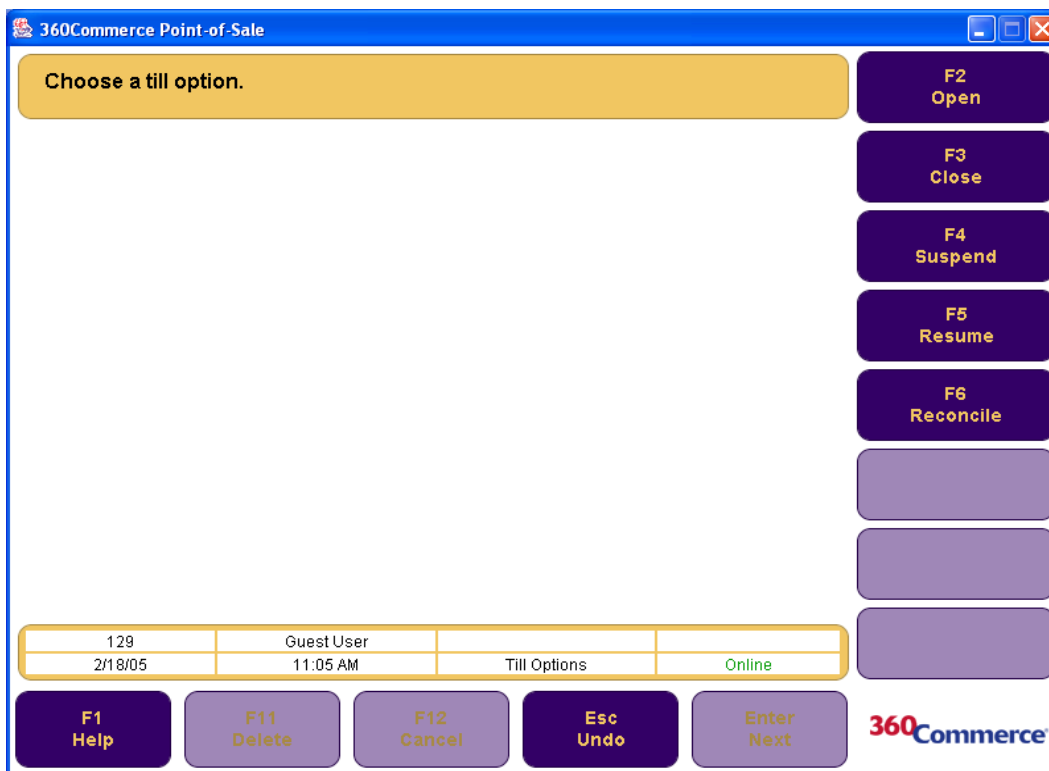 360Commerce Point-of-Sale
Choose a till option.
F2
Open
F3
Close
F4
Suspend
F5
Resume
F6
Reconcile
129 Guest User
2/18/05 11:05 AM Till Options Online
F1
Help
F11
Delete
F12
Cancel
Esc
Undo
Enter
Next
360Commerce